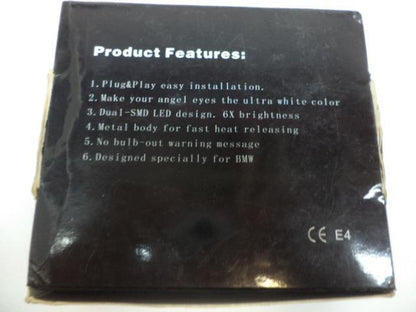 Product Features:
1. Plug&Play easy installation.
2. Make your angel eyes the ultra white color
3. Dual-SMD LED design. 6X brightness
4. Metal body for fast heat releasing
5. No bulb-out warning message
6. Designed specially for BMW
CE E4